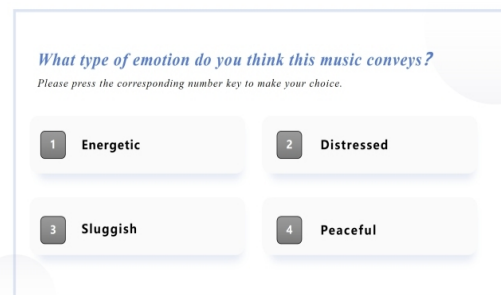 What type of emotion do you think this music conveys?
Please press the corresponding number key to make your choice.
1 Energetic
2 Distressed
3 Sluggish
4 Peaceful